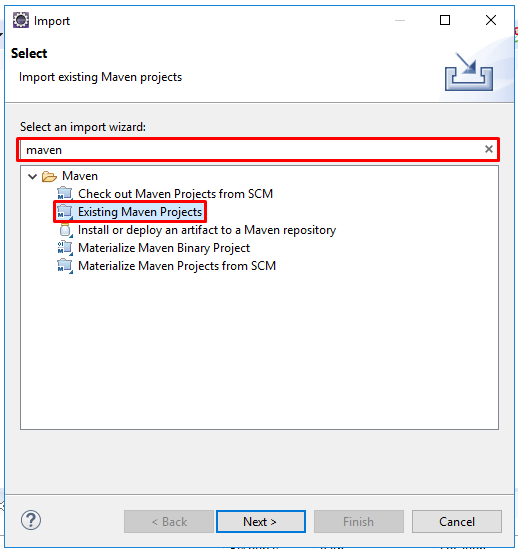 Import
Select
Import existing Maven projects
Select an import wizard:
maven
Maven
Check out Maven Projects from SCM
Existing Maven Projects
Install or deploy an artifact to a Maven repository
Materialize Maven Binary Project
Materialize Maven Projects from SCM
< Back
Next >
Finish
Cancel